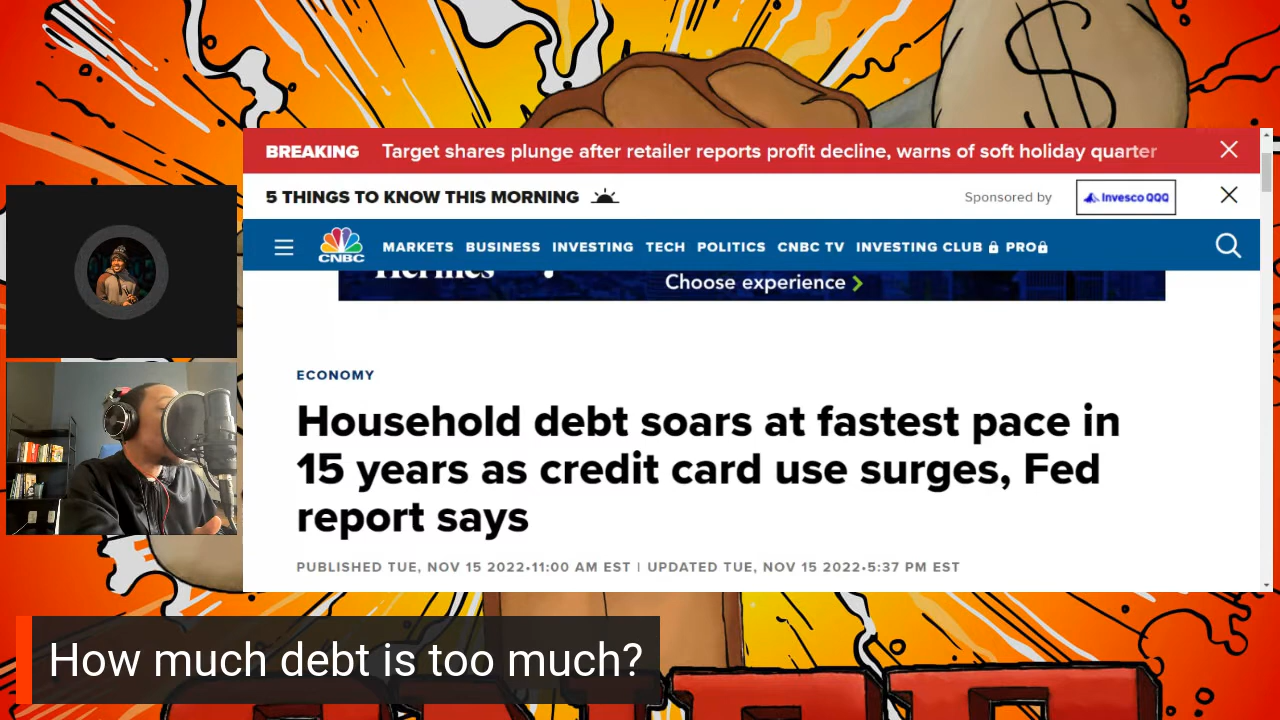 BREAKING Target shares plunge after retailer reports profit decline, warns of soft holiday quarter
5 THINGS TO KNOW THIS MORNING Sponsored by Invesco QQQ
CNBC MARKETS BUSINESS INVESTING TECH POLITICS CNBC TV INVESTING CLUB PRO
Choose experience
ECONOMY
Household debt soars at fastest pace in
15 years as credit card use surges, Fed
report says
PUBLISHED TUE, NOV 15 2022•11:00 AM EST | UPDATED TUE, NOV 15 2022•5:37 PM EST
How much debt is too much?